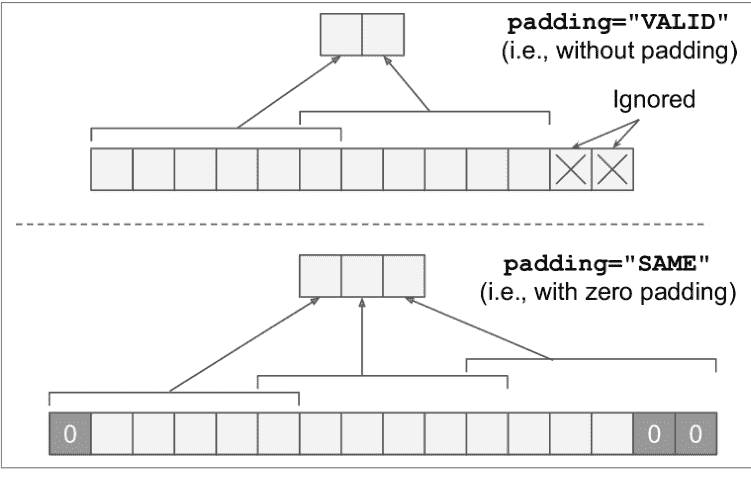 padding="VALID"
(i.e., without padding)
Ignored
padding="SAME"
(i.e., with zero padding)
0 0 0